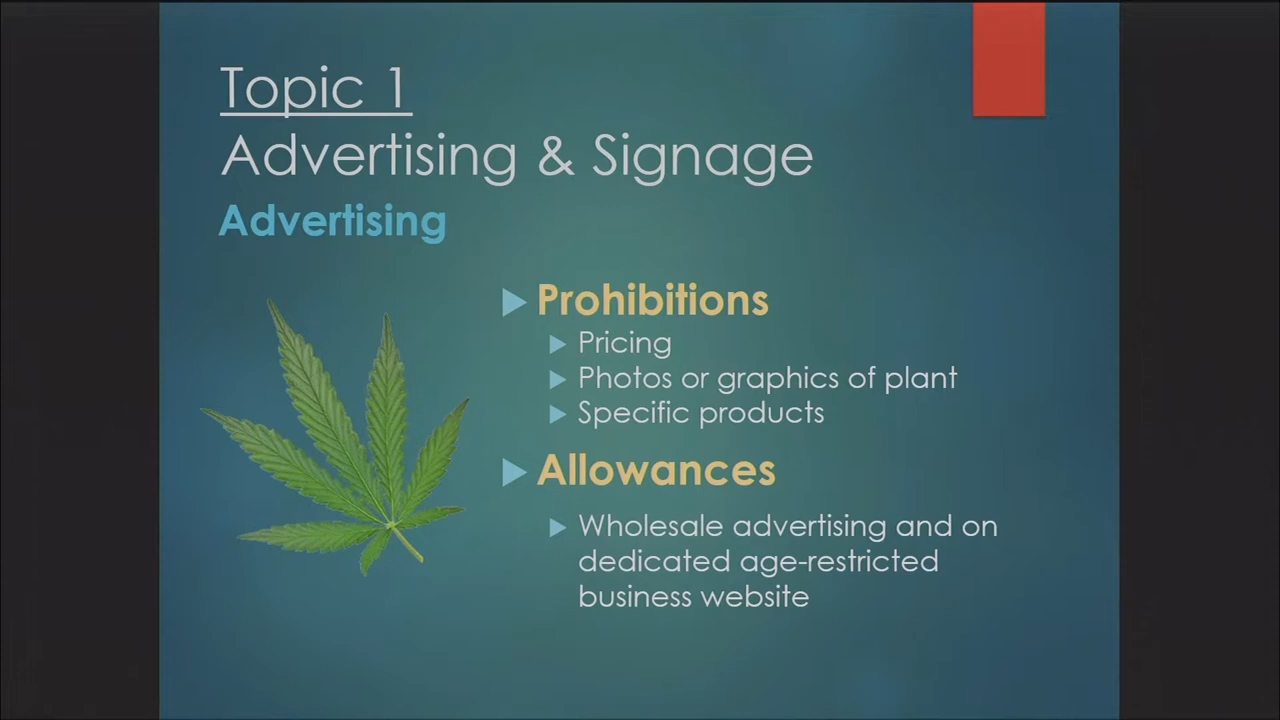 Topic 1
Advertising & Signage
Advertising
Prohibitions
Pricing
Photos or graphics of plant
Specific products
Allowances
Wholesale advertising and on
dedicated age-restricted
business website